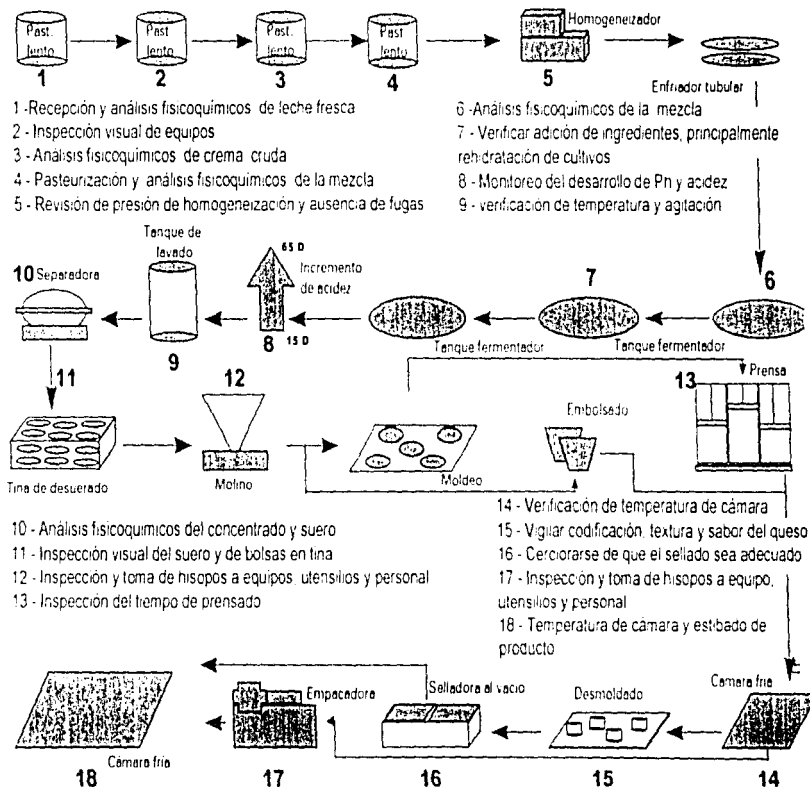 Past. lento
Past. lento
Past. lento
Past. lento
Homogeneizador
1
2
3
4
5
Enfriador tubular
1 -Recepción y análisis fisicoquímicos de leche fresca
2 - Inspección visual de equipos
3 - Análisis fisicoquímicos de crema cruda
4 - Pasteurización y análisis fisicoquímicos de la mezcla
5 - Revisión de presión de homogeneización y ausencia de fugas
6 -Análisis fisicoquímicos de la mezcla
7 - Verificar adición de ingredientes, principalmente
rehidratación de cultivos
8 - Monitoreo del desarrollo de Pn y acidez
9 - verificación de temperatura y agitación
10 Separadora
Tanque de
lavado
9
65 D
Incremento
de acidez
8
15 D
Tanque fermentador
7
Tanque fermentador
6
11
Tina de desuerado
12
Molino
Moldeo
Embolsado
13
Prensa
10 - Análisis fisicoquimicos del concentrado y suero
11 - Inspección visual del suero y de bolsas en tina
12 - Inspección y toma de hisopos a equipos, utensilios y personal
13 - Inspección del tiempo de prensado
14 - Verificación de temperatura de cámara
15 - Vigilar codificación, textura y sabor del queso
16 - Cerciorarse de que el sellado sea adecuado
17 - Inspección y toma de hisopos a equipo,
utensilios y personal
18 - Temperatura de cámara y estibado de
producto
Cámara fría
18
Empacadora
17
Selladora al vacio
16
Desmoldado
15
Camara fria
14